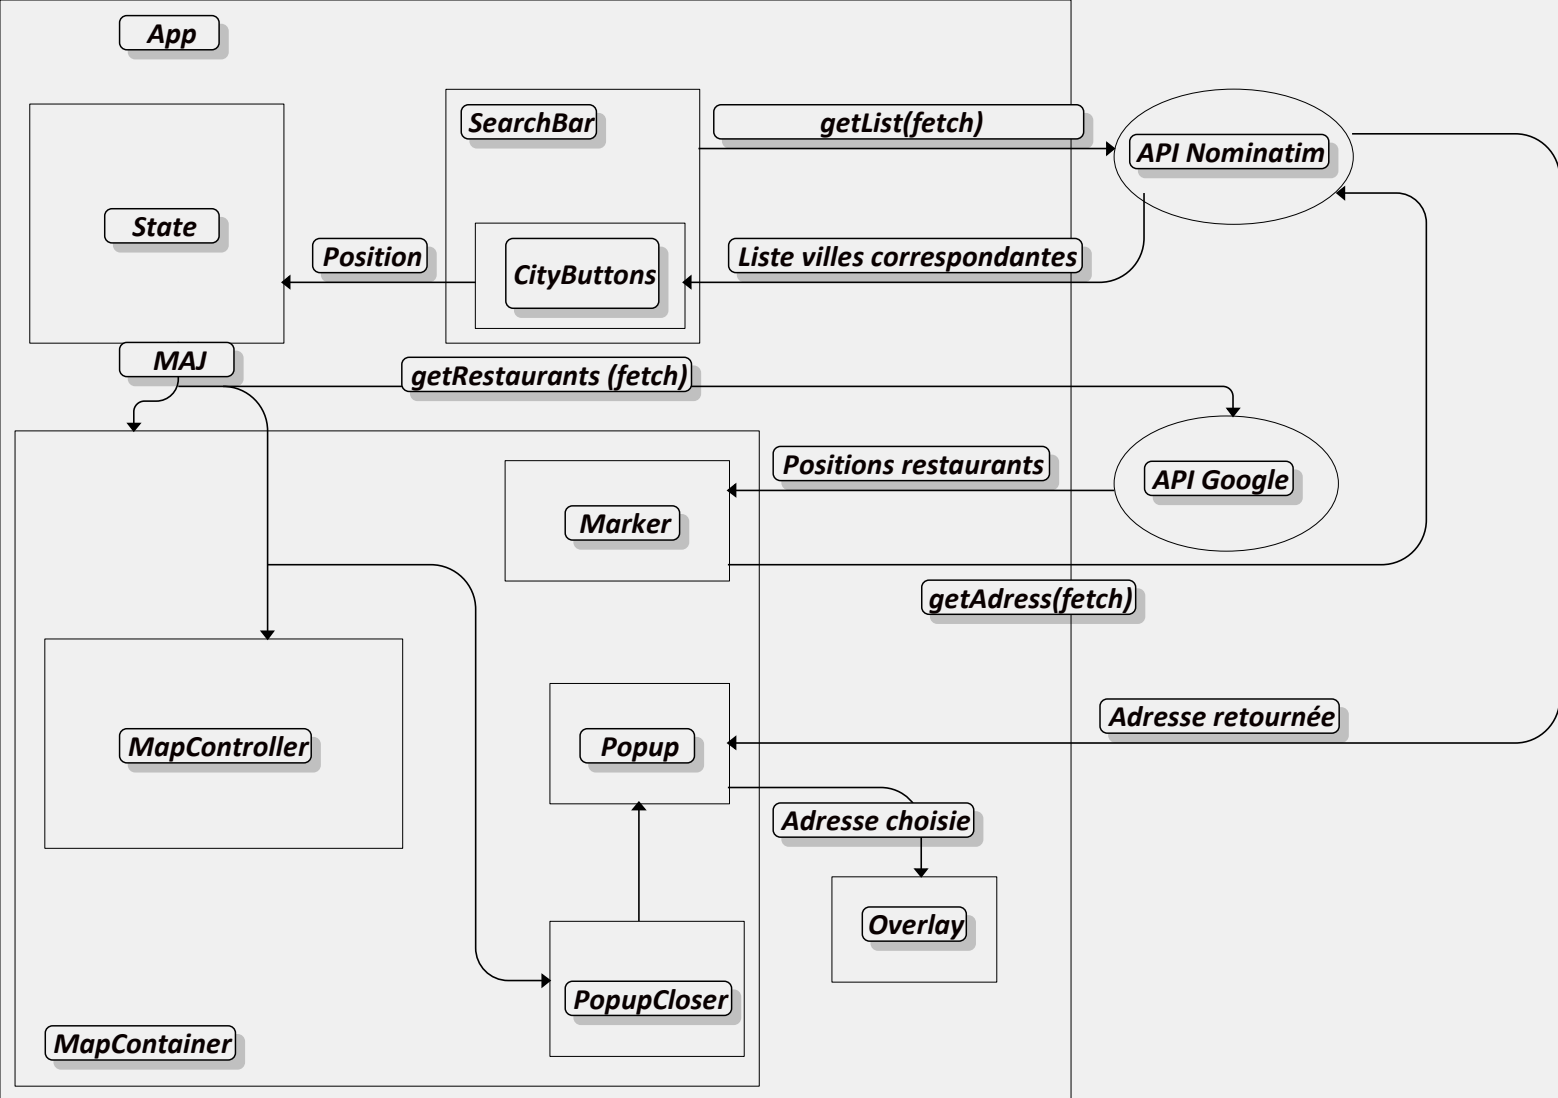 App
SearchBar
getList(fetch)
API Nominatim
State
Position
CityButtons
Liste villes correspondantes
MAJ
getRestaurants (fetch)
Positions restaurants
API Google
Marker
getAdress(fetch)
Adresse retournée
MapController
Popup
Adresse choisie
Overlay
PopupCloser
MapContainer